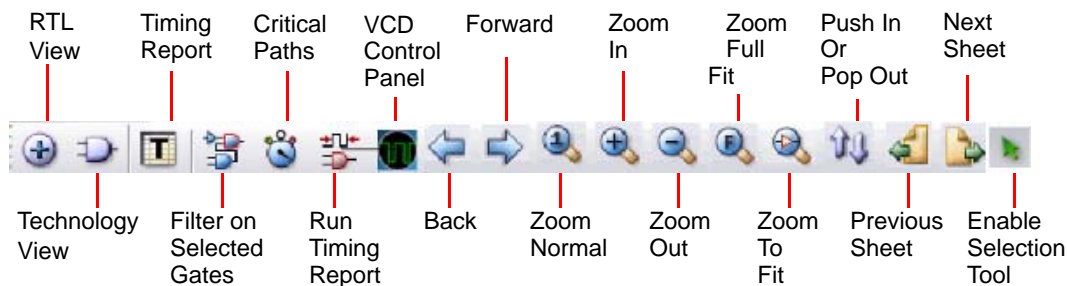 RTL
View
Timing
Report
Critical
Paths
VCD
Control
Panel
Forward
Zoom
In
Zoom
Full
Fit
Push In
Or
Pop Out
Next
Sheet
T
1
F
Technology
View
Filter on
Selected
Gates
Run
Timing
Report
Back
Zoom
Normal
Zoom
Out
Zoom
To
Fit
Previous
Sheet
Enable
Selection
Tool